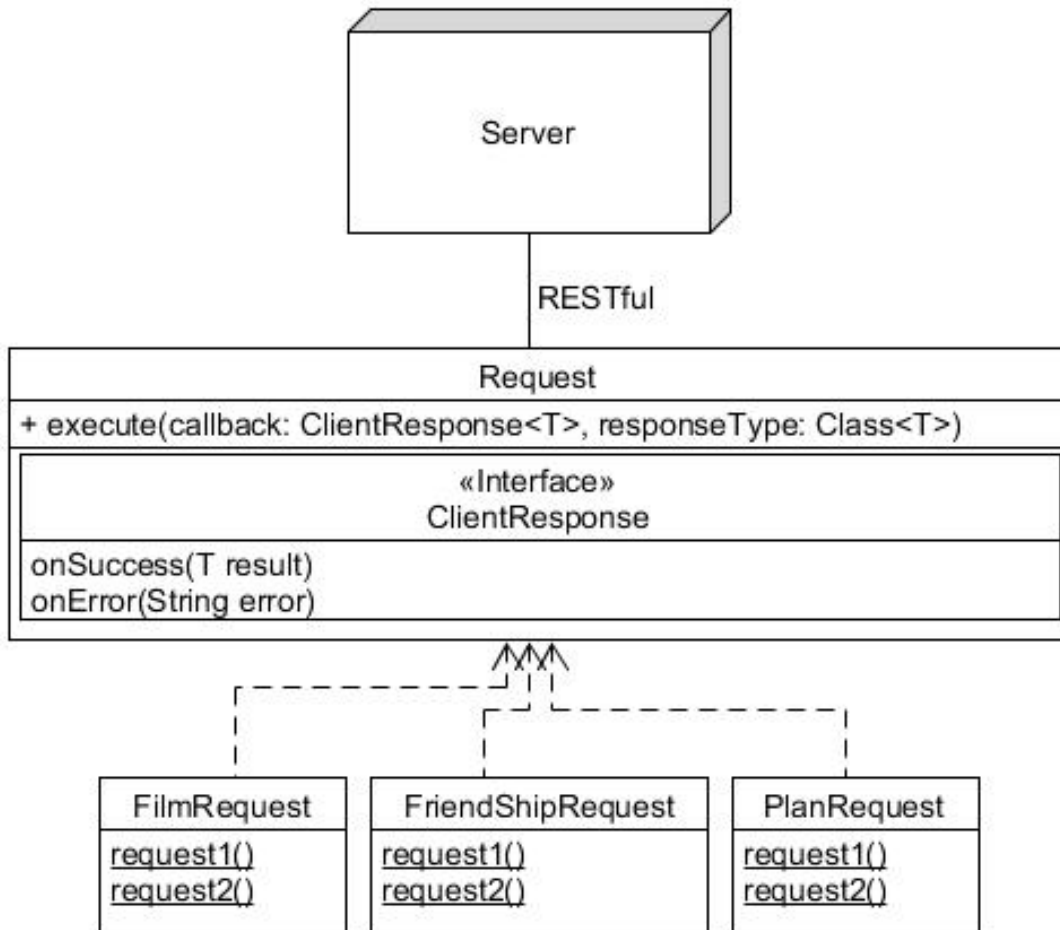 Server
RESTful
Request
+ execute(callback: ClientResponse<T>, responseType: Class<T>)
«Interface»
ClientResponse
onSuccess(T result)
onError(String error)
FilmRequest
request1()
request2()
FriendShipRequest
request1()
request2()
PlanRequest
request1()
request2()